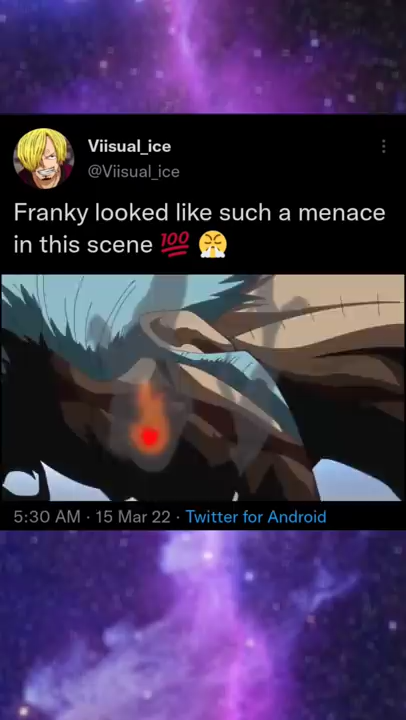 Viisual_ice
@Viisual_ice
Franky looked like such a menace
in this scene 💯 😤
5:30 AM · 15 Mar 22 · Twitter for Android